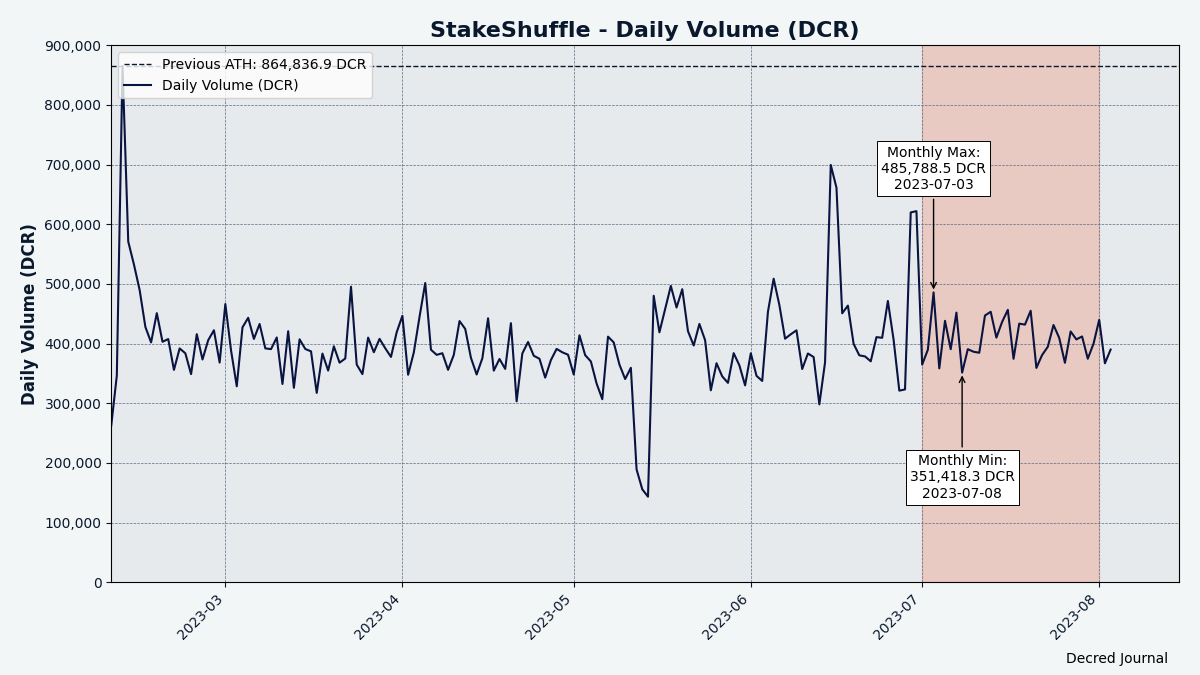 StakeShuffle - Daily Volume (DCR)
900,000
800,000
700,000
600,000
500,000
400,000
300,000
200,000
100,000
0
Daily Volume (DCR)
Previous ATH: 864,836.9 DCR
Daily Volume (DCR)
Monthly Max:
485,788.5 DCR
2023-07-03
Monthly Min:
351,418.3 DCR
2023-07-08
2023-03
2023-04
2023-05
2023-06
2023-07
2023-08
Decred Journal